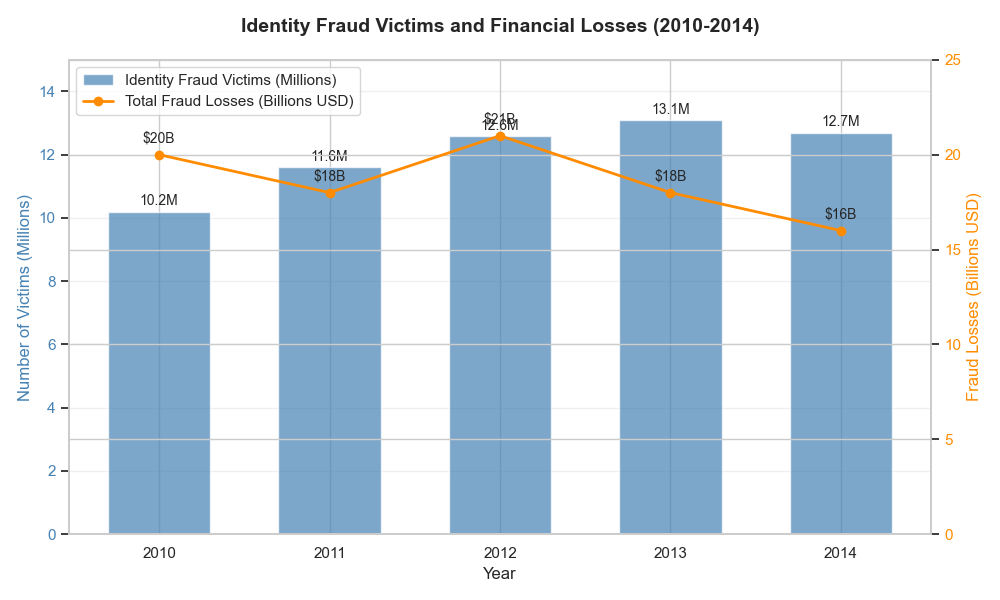 Identity Fraud Victims and Financial Losses (2010-2014)
Identity Fraud Victims (Millions)
Total Fraud Losses (Billions USD)
Number of Victims (Millions)
14
12
10
8
6
4
2
0
$20B
10.2M
11.6M
$18B
$21B
12.6M
13.1M
$18B
12.7M
$16B
25
20
15
10
5
0
Fraud Losses (Billions USD)
2010 2011 2012 2013 2014
Year